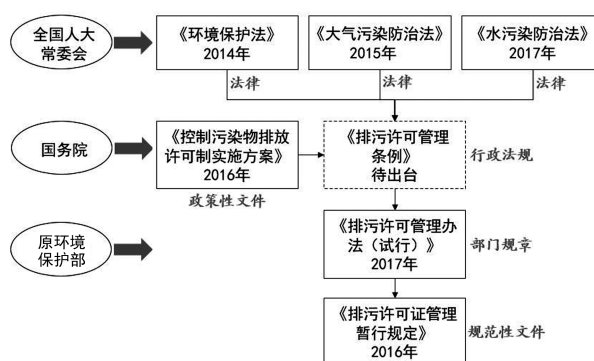 全国人大
常委会
《环境保护法》
2014年
《大气污染防治法》
2015年
《水污染防治法》
2017年
法律
法律
法律
国务院
《控制污染物排放
许可制实施方案》
2016年
政策性文件
《排污许可管理
条例》
待出台
行政法规
原环境
保护部
《排污许可管理办
法（试行）》
2017年
部门规章
《排污许可证管理
暂行规定》
2016年
规范性文件